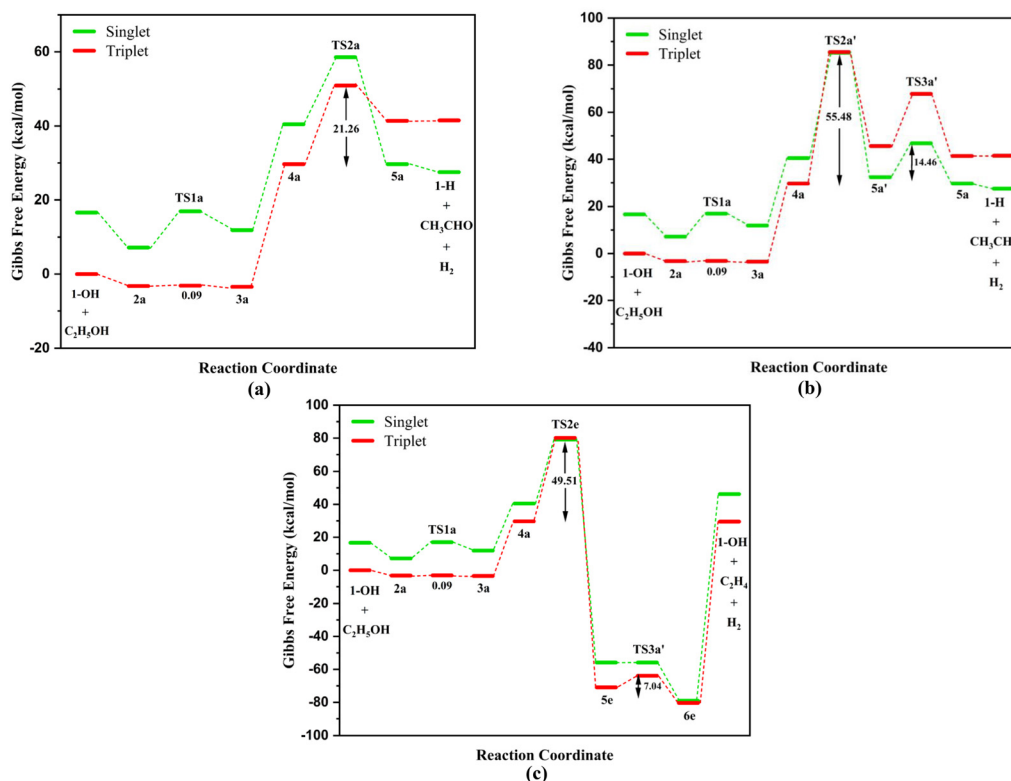 Singlet
Triplet
Gibbs Free Energy (kcal/mol)
60
40
20
0
-20
TS2a
21.26
4a
TS1a
5a
1-H
+
CH₃CHO
+
H₂
1-OH
+
C₂H₅OH
2a
0.09
3a
Reaction Coordinate
(a)
Singlet
Triplet
Gibbs Free Energy (kcal/mol)
100
80
60
40
20
0
-20
-40
TS2a'
55.48
TS3a'
14.46
4a
5a'
5a
TS1a
1-H
+
CH₃CH
+
H₂
1-OH
+
C₂H₅OH
2a
0.09
3a
Reaction Coordinate
(b)
Singlet
Triplet
Gibbs Free Energy (kcal/mol)
100
80
60
40
20
0
-20
-40
-60
-80
-100
TS2e
49.51
4a
TS1a
1-OH
+
C₂H₅OH
2a
0.09
3a
1-OH
+
C₂H₄
+
H₂
TS3a'
7.04
5e
6e
Reaction Coordinate
(c)